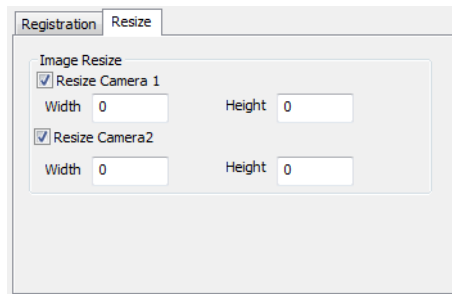 Registration Resize
Image Resize
Resize Camera 1
Width 0 Height 0
Resize Camera2
Width 0 Height 0